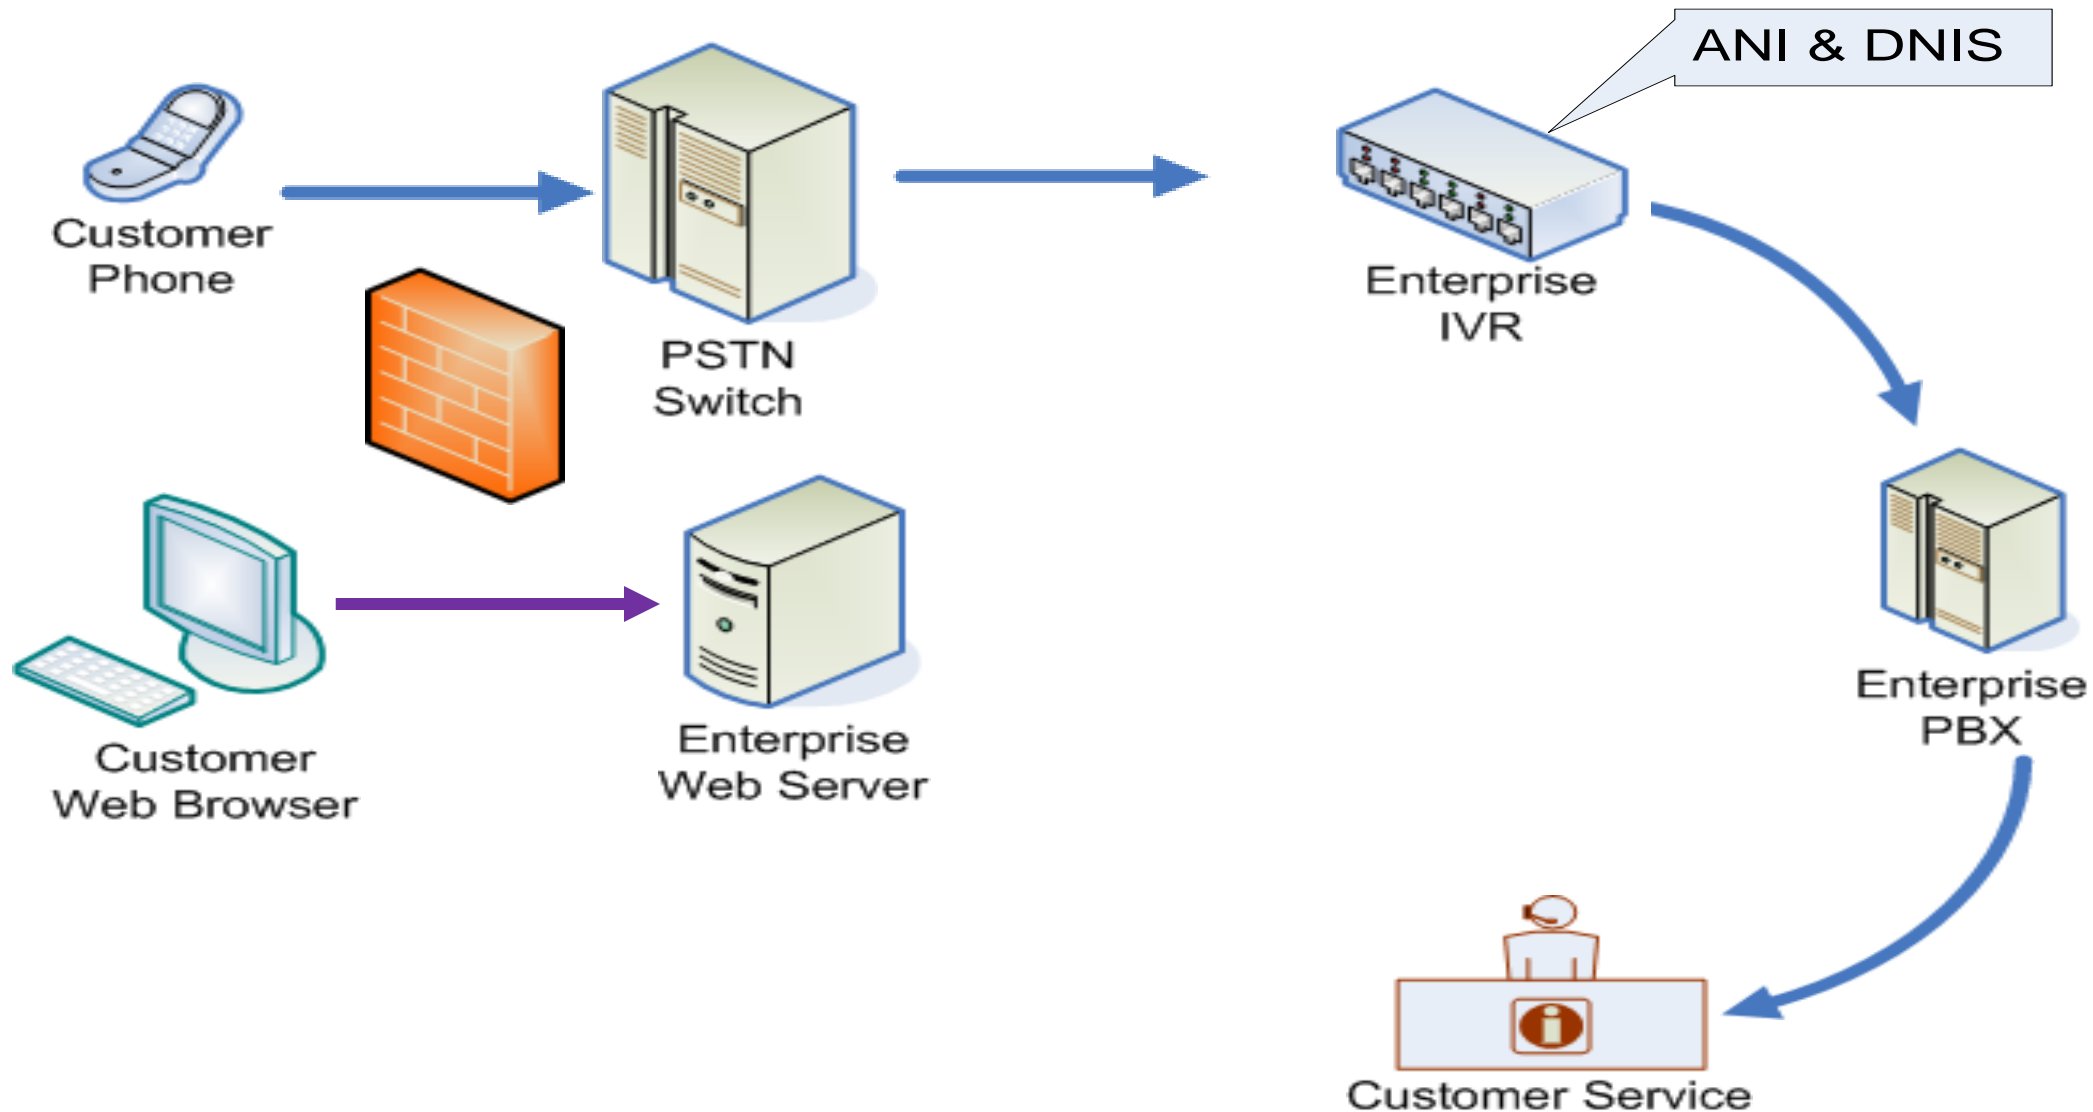 ANI & DNIS
Customer
Phone
PSTN
Switch
Enterprise
IVR
Customer
Web Browser
Enterprise
Web Server
Enterprise
PBX
i
Customer Service